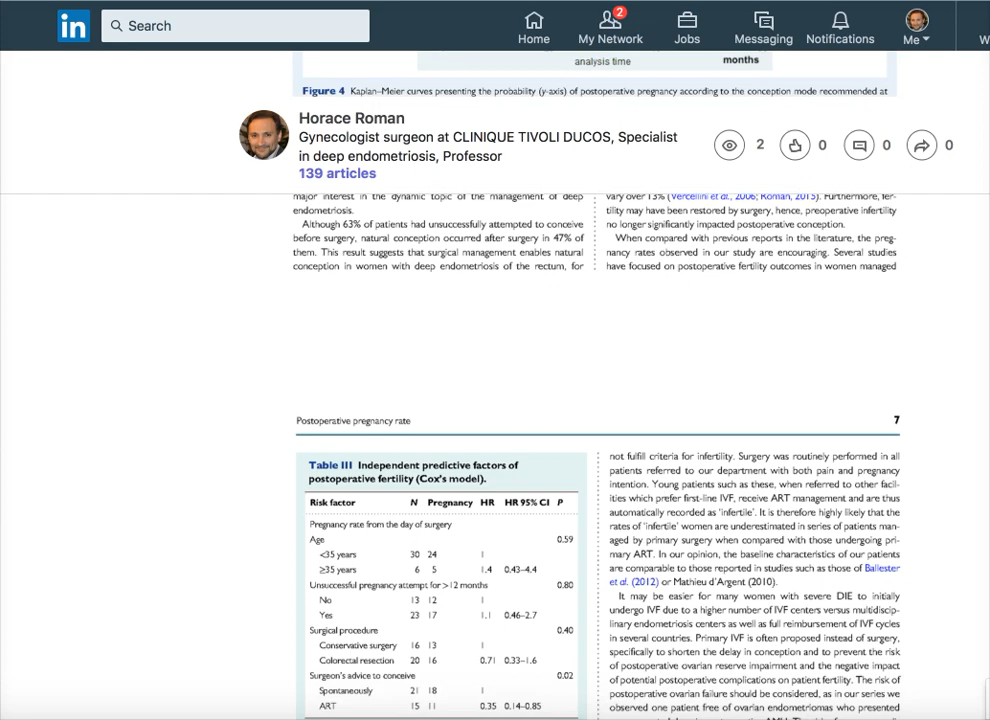 in
Search
2
Home
My Network
Jobs
Messaging
Notifications
Me
W
analysis time
months
Figure 4 Kaplan–Meier curves presenting the probability (y-axis) of postoperative pregnancy according to the conception mode recommended at
Horace Roman
Gynecologist surgeon at CLINIQUE TIVOLI DUCOS, Specialist
in deep endometriosis, Professor
139 articles
2
0
0
0
major interest in the dynamic topic of the management of deep
endometriosis.
Although 63% of patients had unsuccessfully attempted to conceive
before surgery, natural conception occurred after surgery in 47% of
them. This result suggests that surgical management enables natural
conception in women with deep endometriosis of the rectum, for
vary over 13% (Vercellini et al., 2006; Roman, 2015). Furthermore, fer-
tility may have been restored by surgery, hence, preoperative infertility
no longer significantly impacted postoperative conception.
When compared with previous reports in the literature, the preg-
nancy rates observed in our study are encouraging. Several studies
have focused on postoperative fertility outcomes in women managed
Postoperative pregnancy rate
7
Table III Independent predictive factors of
postoperative fertility (Cox's model).
Risk factor N Pregnancy HR HR 95% CI P
Pregnancy rate from the day of surgery
Age 0.59
<35 years 30 24 1
≥35 years 6 5 1.4 0.43–4.4
Unsuccessful pregnancy attempt for >12 months 0.80
No 13 12 1
Yes 23 17 1.1 0.46–2.7
Surgical procedure 0.40
Conservative surgery 16 13 1
Colorectal resection 20 16 0.71 0.33–1.6
Surgeon's advice to conceive 0.02
Spontaneously 21 18 1
ART 15 11 0.35 0.14–0.85
not fulfill criteria for infertility. Surgery was routinely performed in all
patients referred to our department with both pain and pregnancy
intention. Young patients such as these, when referred to other facil-
ities which prefer first-line IVF, receive ART management and are thus
automatically recorded as 'infertile'. It is therefore highly likely that the
rates of 'infertile' women are underestimated in series of patients man-
aged by primary surgery when compared with those undergoing pri-
mary ART. In our opinion, the baseline characteristics of our patients
are comparable to those reported in studies such as those of Ballester
et al. (2012) or Mathieu d'Argent (2010).
It may be easier for many women with severe DIE to initially
undergo IVF due to a higher number of IVF centers versus multidiscip-
linary endometriosis centers as well as full reimbursement of IVF cycles
in several countries. Primary IVF is often proposed instead of surgery,
specifically to shorten the delay in conception and to prevent the risk
of postoperative ovarian reserve impairment and the negative impact
of potential postoperative complications on patient fertility. The risk of
postoperative ovarian failure should be considered, as in our series we
observed one patient free of ovarian endometriomas who presented